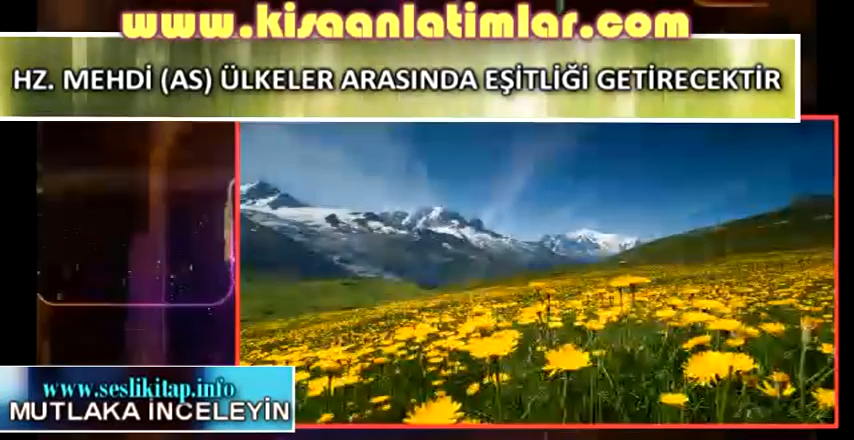 www.kisaanlatimlar.com
HZ. MEHDİ (AS) ÜLKELER ARASINDA EŞİTLİĞİ GETİRECEKTİR
www.seslikitap.info
MUTLAKA İNCELEYİN